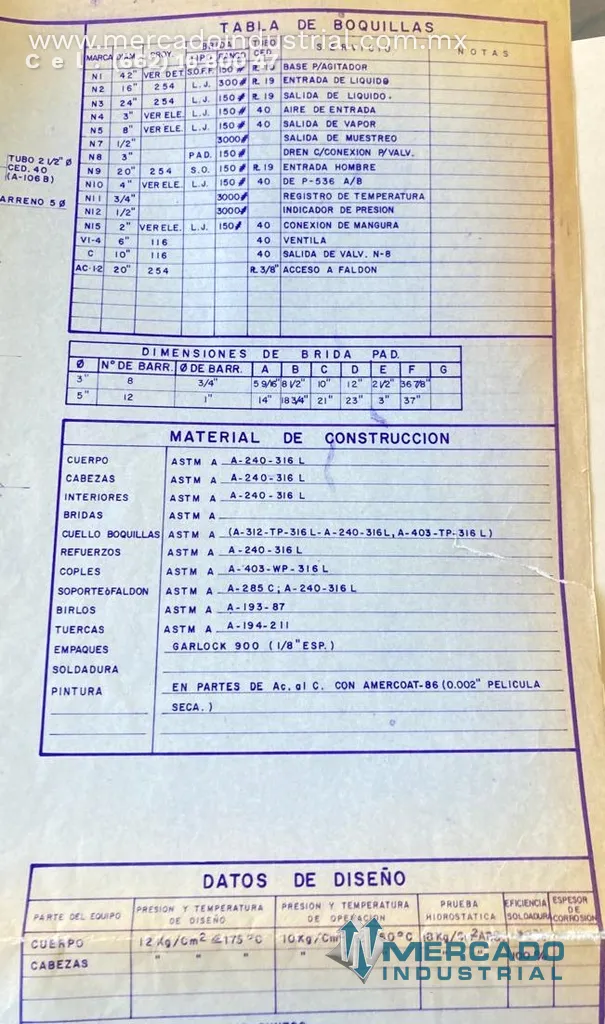 TABLA DE BOQUILLAS
www.mercadoindustrial.com.mx
MARCA DIAM. PROY. TIPO RANGO CED. SERVICIO NOTAS
N1 42" VER DET. S.O.F.F. 150# R.19 BASE P/AGITADOR
N2 16" 254 L.J. 300# R.19 ENTRADA DE LIQUIDO
N3 24" 254 L.J. 150# R.19 SALIDA DE LIQUIDO.
N4 3" VER ELE. L.J. 150# 40 AIRE DE ENTRADA
N5 8" VER ELE. L.J. 150# 40 SALIDA DE VAPOR
N7 1/2" 3000# SALIDA DE MUESTREO
N8 3" PAD. 150# DREN C/CONEXION P/VALV.
N9 20" 254 S.O. 150# R.19 ENTRADA HOMBRE
N10 4" VER ELE. L.J. 150# 40 DE P-536 A/B
N11 3/4" 3000# REGISTRO DE TEMPERATURA
N12 1/2" 3000# INDICADOR DE PRESION
N15 2" VER ELE. L.J. 150# 40 CONEXION DE MANGURA
V1-4 6" 116 40 VENTILA
C 10" 116 40 SALIDA DE VALV. N-8
AC-1-2 20" 254 R.3/8" ACCESO A FALDON
TUBO 2 1/2" Ø
CED. 40
(A-106 B)
ARRENO 5 Ø
DIMENSIONES DE BRIDA PAD.
Ø Nº DE BARR. Ø DE BARR. A B C D E F G
3" 8 3/4" 5 9/16" 8 1/2" 10" 12" 2 1/2" 36 7/8"
5" 12 1" 14" 18 3/4" 21" 23" 3" 37"
MATERIAL DE CONSTRUCCION
CUERPO ASTM A A-240-316 L
CABEZAS ASTM A A-240-316 L
INTERIORES ASTM A A-240-316 L
BRIDAS ASTM A
CUELLO BOQUILLAS ASTM A (A-312-TP-316 L-A-240-316L, A-403-TP-316 L)
REFUERZOS ASTM A A-240-316 L
COPLES ASTM A A-403-WP-316 L
SOPORTE ó FALDON ASTM A A-285 C; A-240-316 L
BIRLOS ASTM A A-193-87
TUERCAS ASTM A A-194-211
EMPAQUES GARLOCK 900 (1/8" ESP.)
SOLDADURA
PINTURA EN PARTES DE Ac. al C. CON AMERCOAT-86 (0.002" PELICULA
SECA.)
DATOS DE DISEÑO
PARTE DEL EQUIPO PRESION Y TEMPERATURA DE DISEÑO PRESION Y TEMPERATURA DE OPERACION PRUEBA HIDROSTATICA EFICIENCIA SOLDADURA ESPESOR DE CORROSION
CUERPO 12 Kg/Cm² 175°C 10 Kg/Cm² 50°C
CABEZAS " " " " "
MERCADO
INDUSTRIAL